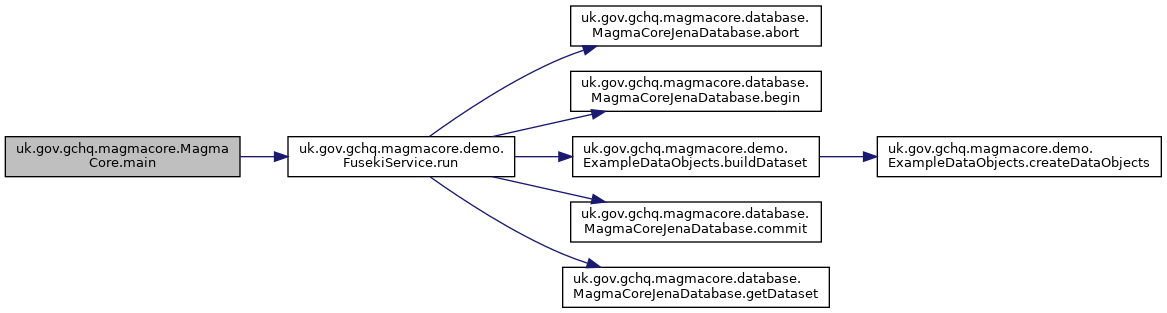 uk.gov.gchq.magmacore.Magma
Core.main
uk.gov.gchq.magmacore.demo.
FusekiService.run
uk.gov.gchq.magmacore.database.
MagmaCoreJenaDatabase.abort
uk.gov.gchq.magmacore.database.
MagmaCoreJenaDatabase.begin
uk.gov.gchq.magmacore.demo.
ExampleDataObjects.buildDataset
uk.gov.gchq.magmacore.demo.
ExampleDataObjects.createDataObjects
uk.gov.gchq.magmacore.database.
MagmaCoreJenaDatabase.commit
uk.gov.gchq.magmacore.database.
MagmaCoreJenaDatabase.getDataset